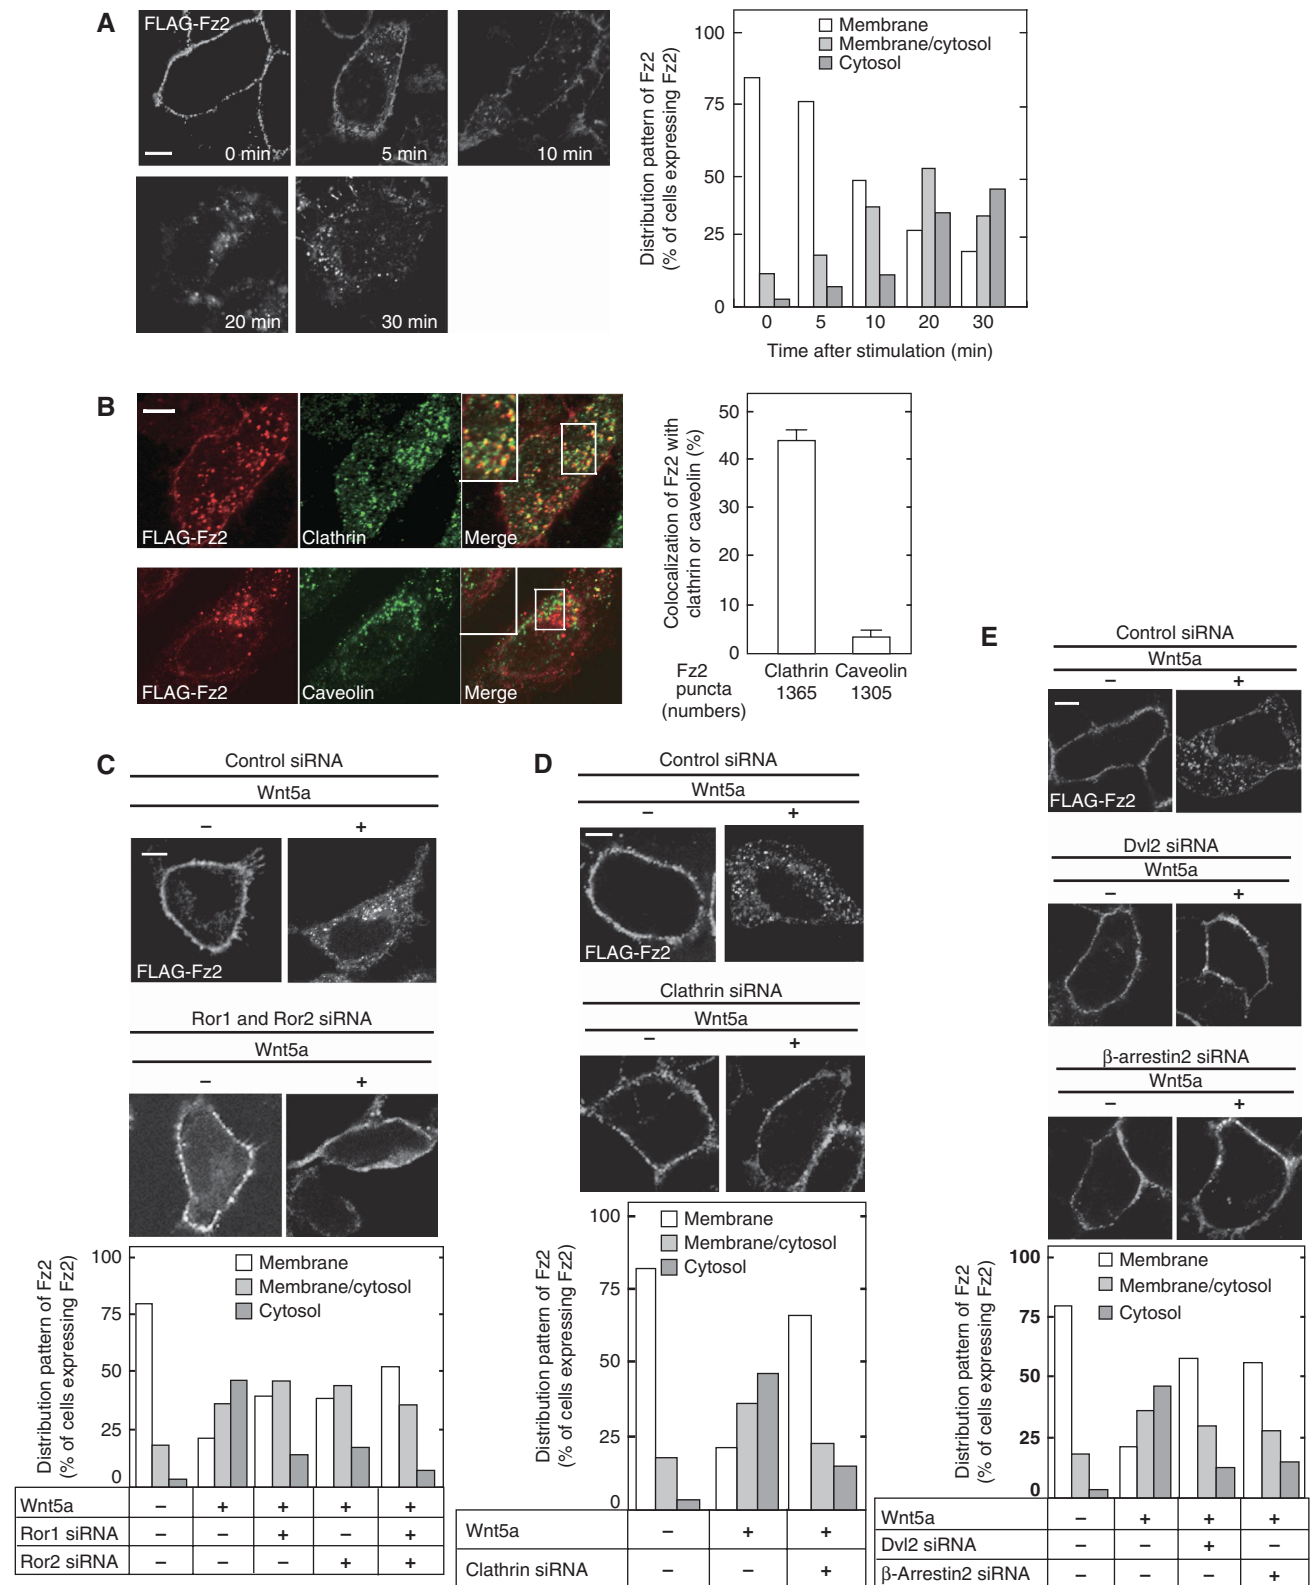 A
FLAG-Fz2
0 min
5 min
10 min
20 min
30 min
Distribution pattern of Fz2
(% of cells expressing Fz2)
100
75
50
25
0
Membrane
Membrane/cytosol
Cytosol
0 5 10 20 30
Time after stimulation (min)
B
FLAG-Fz2
Clathrin
Merge
FLAG-Fz2
Caveolin
Merge
Colocalization of Fz2 with
clathrin or caveolin (%)
50
40
30
20
10
0
Fz2 puncta (numbers)
Clathrin 1365
Caveolin 1305
C
Control siRNA
Wnt5a
– +
FLAG-Fz2
Ror1 and Ror2 siRNA
Wnt5a
– +
Distribution pattern of Fz2
(% of cells expressing Fz2)
100
75
50
25
0
Membrane
Membrane/cytosol
Cytosol
Wnt5a – + + + +
Ror1 siRNA – – + – +
Ror2 siRNA – – – + +
D
Control siRNA
Wnt5a
– +
FLAG-Fz2
Clathrin siRNA
Wnt5a
– +
Distribution pattern of Fz2
(% of cells expressing Fz2)
100
75
50
25
0
Membrane
Membrane/cytosol
Cytosol
Wnt5a – + +
Clathrin siRNA – – +
E
Control siRNA
Wnt5a
– +
FLAG-Fz2
Dvl2 siRNA
Wnt5a
– +
β-arrestin2 siRNA
Wnt5a
– +
Distribution pattern of Fz2
(% of cells expressing Fz2)
100
75
50
25
0
Membrane
Membrane/cytosol
Cytosol
Wnt5a – + + +
Dvl2 siRNA – – + –
β-Arrestin2 siRNA – – – +